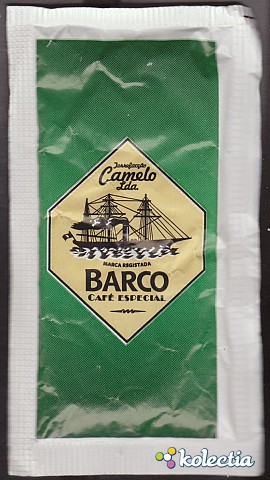 Torrefacção
Camelo
Lda.
MARCA REGISTADA
BARCO
CAFÉ ESPECIAL
kolectia